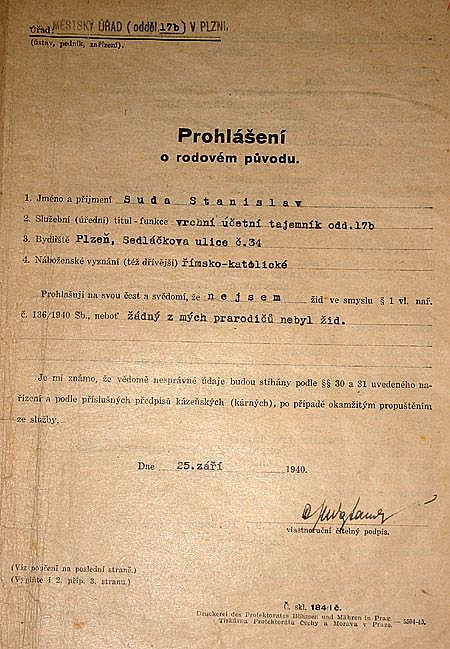 Úřad: MĚSTSKÝ ÚŘAD (odděl. 17b) V PLZNI.
(ústav, podnik, zařízení).
Prohlášení
o rodovém původu.
1. Jméno a příjmení Suda Stanislav
2. Služební (úřední) titul - funkce vrchní účetní tajemník odd.17b
3. Bydliště Plzeň, Sedláčkova ulice č.34
4. Náboženské vyznání (též dřívější) římsko-katolické
Prohlašuji na svou čest a svědomí, že nejsem žid ve smyslu § 1 vl. nař.
č. 136/1940 Sb., neboť žádný z mých prarodičů nebyl žid.
Je mi známo, že vědomě nesprávné údaje budou stíhány podle §§ 30 a 31 uvedeného na-
řízení a podle příslušných předpisů kázeňských (kárných), po případě okamžitým propuštěním
ze služby.
Dne 25.září 1940.
vlastnoruční čitelný podpis.
(Viz poučení na poslední straně.)
(Vyplňte i 2. příp. 3. stranu.)
Č. skl. 184/I č.
Druckerei des Protektorates Böhmen und Mähren in Prag.
Tiskárna Protektorátu Čechy a Morava v Praze. — 5504-40.